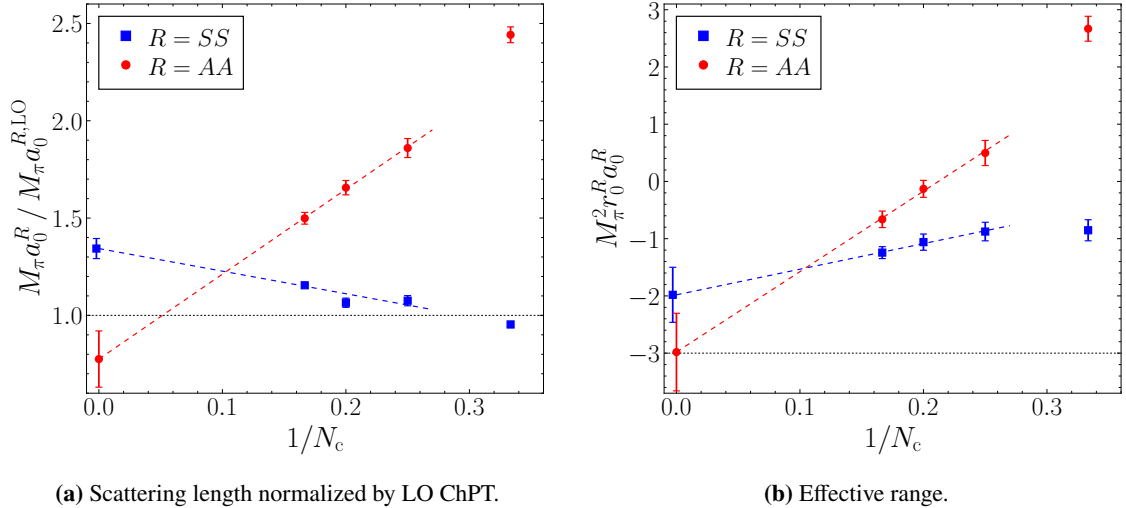 2.5
2.0
1.5
1.0
R = SS
R = AA
M_π a_0^R / M_π a_0^{R,LO}
0.0 0.1 0.2 0.3
1/N_c
(a) Scattering length normalized by LO ChPT.
3
2
1
0
−1
−2
−3
R = SS
R = AA
M_π^2 r_0^R a_0^R
0.0 0.1 0.2 0.3
1/N_c
(b) Effective range.